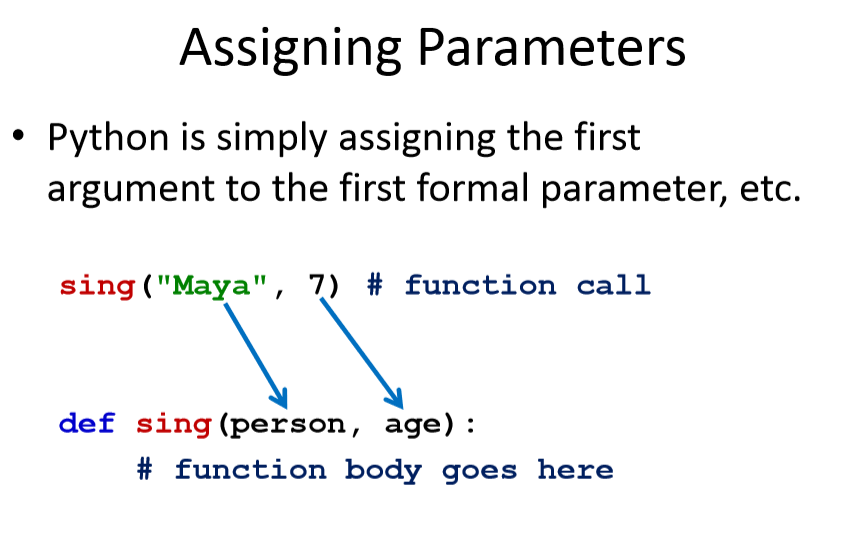 Assigning Parameters
• Python is simply assigning the first
argument to the first formal parameter, etc.
sing("Maya", 7) # function call
def sing(person, age):
    # function body goes here